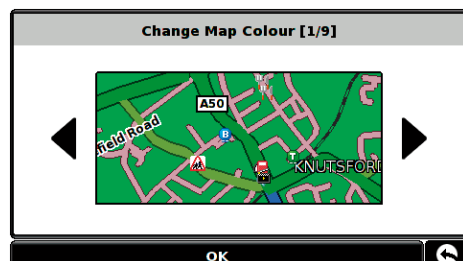 Change Map Colour [1/9]
A50
field Road
B
T
KNUTSFORD
OK